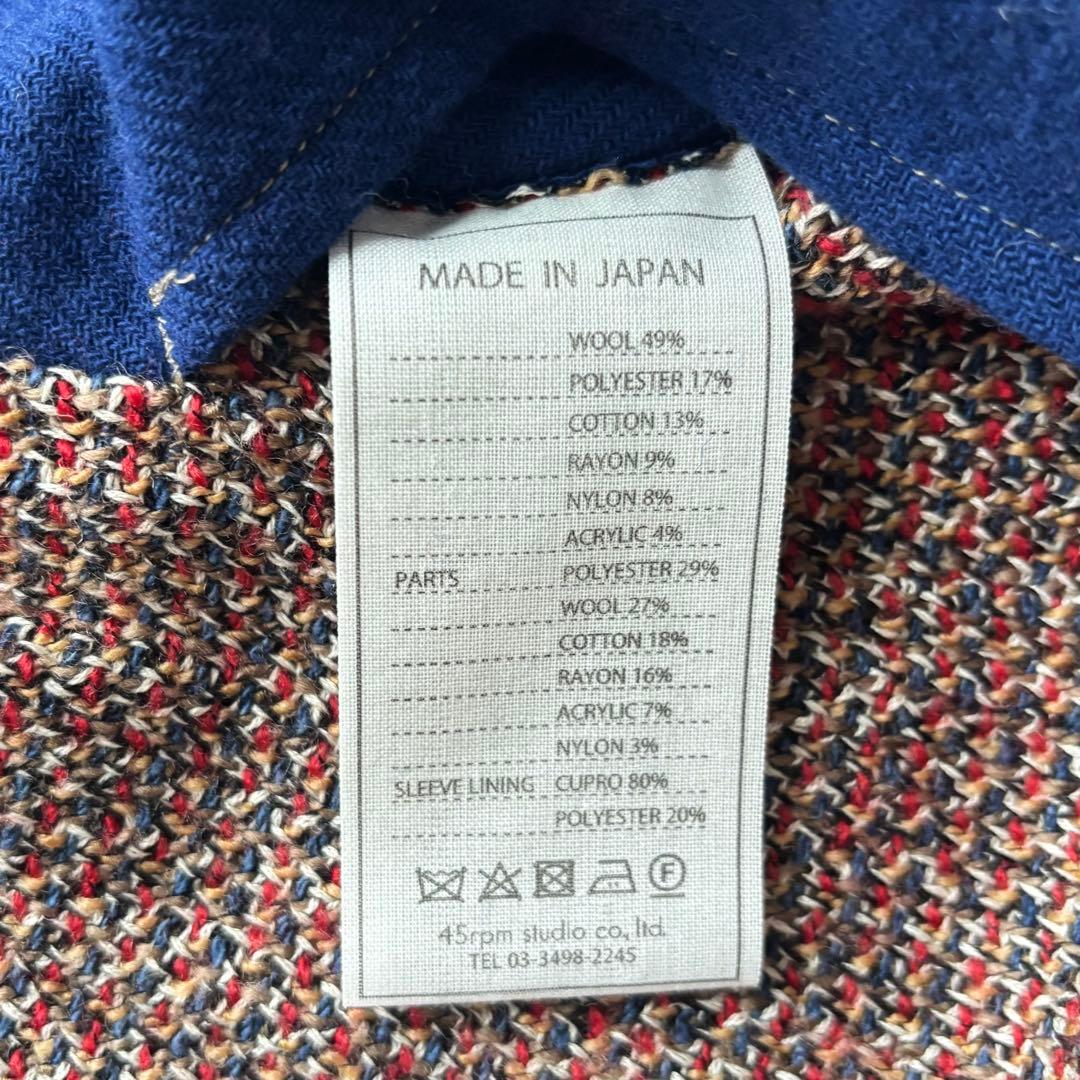 MADE IN JAPAN
WOOL 49%
POLYESTER 17%
COTTON 13%
RAYON 9%
NYLON 8%
ACRYLIC 4%
PARTS POLYESTER 29%
WOOL 27%
COTTON 18%
RAYON 16%
ACRYLIC 7%
NYLON 3%
SLEEVE LINING CUPRO 80%
POLYESTER 20%
F
45rpm studio co., ltd.
TEL 03-3498-2245